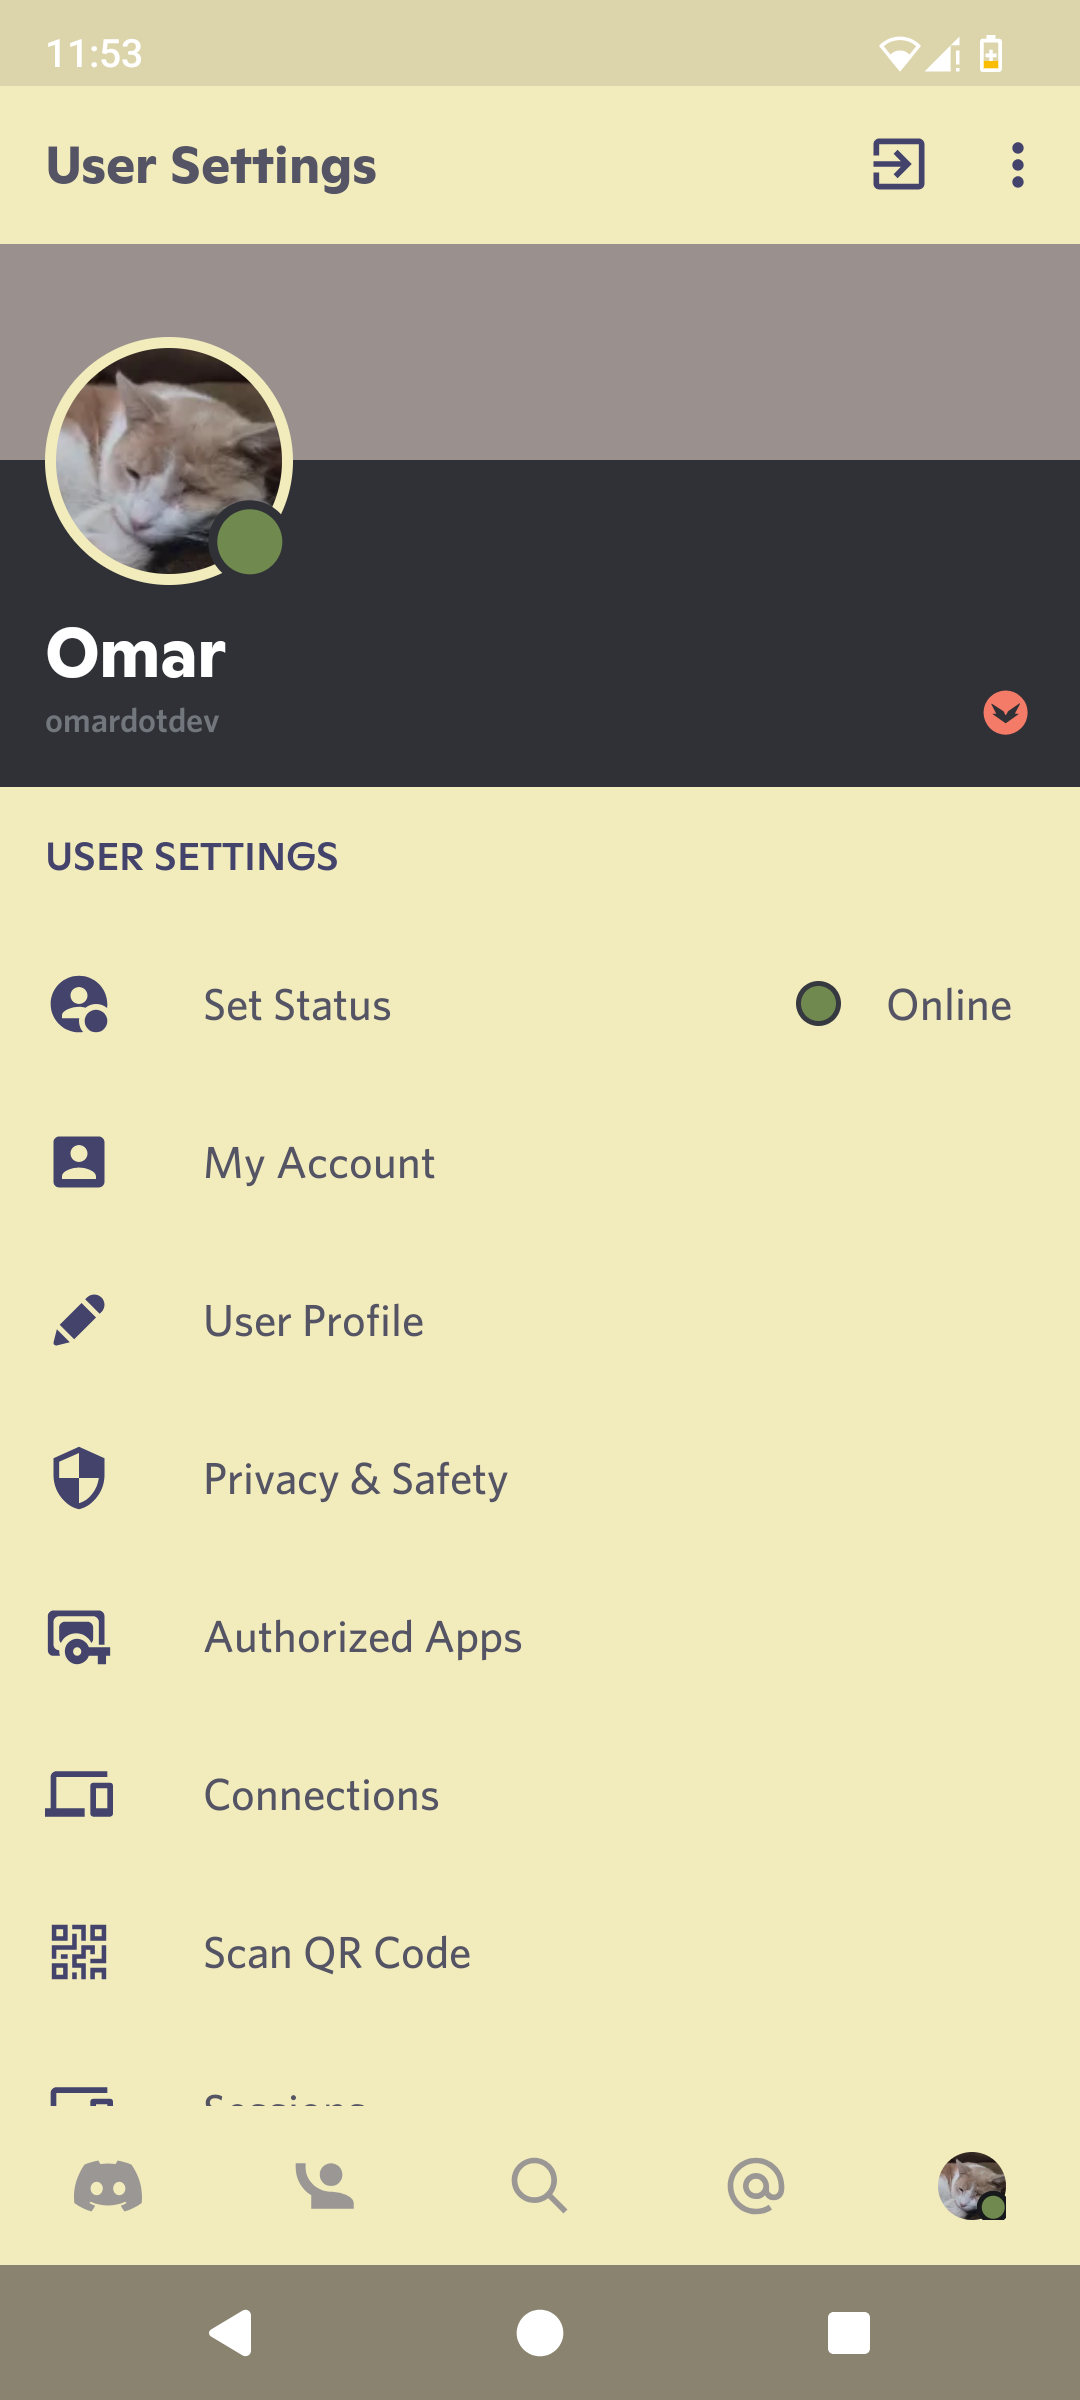 11:53
User Settings
Omar
omardotdev
USER SETTINGS
Set Status
Online
My Account
User Profile
Privacy & Safety
Authorized Apps
Connections
Scan QR Code
Sessions